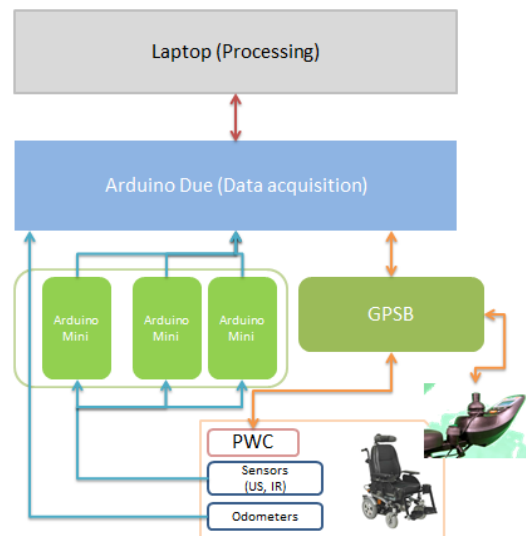 Laptop (Processing)
Arduino Due (Data acquisition)
Arduino
Mini
Arduino
Mini
Arduino
Mini
GPSB
PWC
Sensors
(US, IR)
Odometers